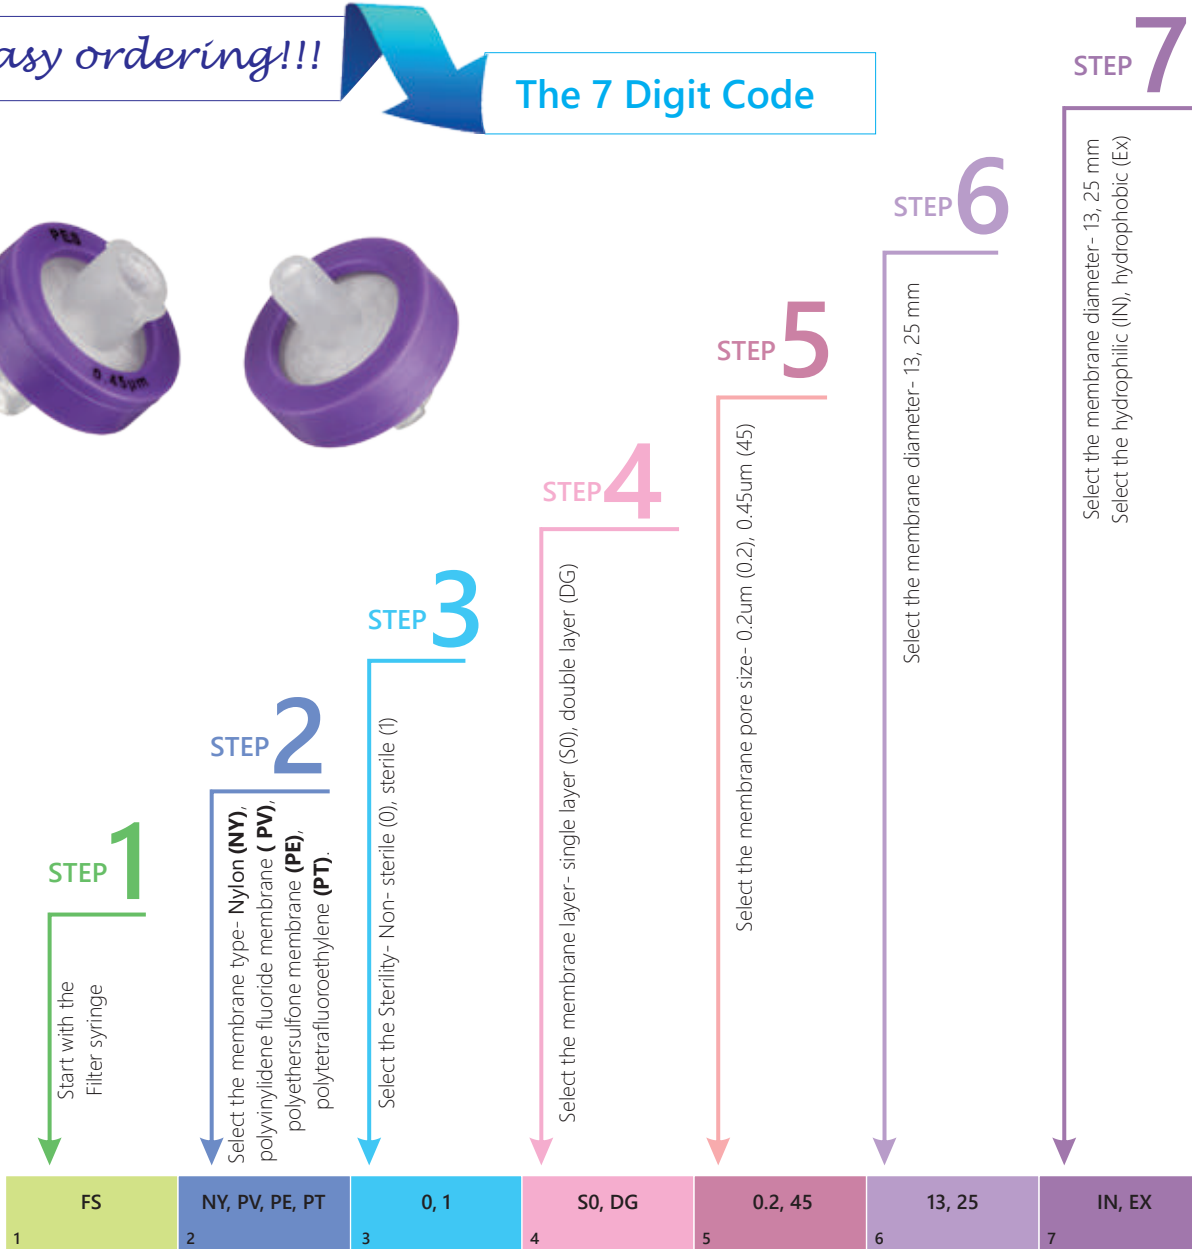 asy ordering!!!
The 7 Digit Code
PES
0.45µm
STEP 1
Start with the
Filter syringe
STEP 2
Select the membrane type- Nylon (NY),
polyvinylidene fluoride membrane ( PV),
polyethersulfone membrane (PE),
polytetrafluoroethylene (PT).
STEP 3
Select the Sterility- Non- sterile (0), sterile (1)
STEP 4
Select the membrane layer- single layer (S0), double layer (DG)
STEP 5
Select the membrane pore size- 0.2um (0.2), 0.45um (45)
STEP 6
Select the membrane diameter- 13, 25 mm
STEP 7
Select the membrane diameter- 13, 25 mm
Select the hydrophilic (IN), hydrophobic (Ex)
FS
1
NY, PV, PE, PT
2
0, 1
3
S0, DG
4
0.2, 45
5
13, 25
6
IN, EX
7